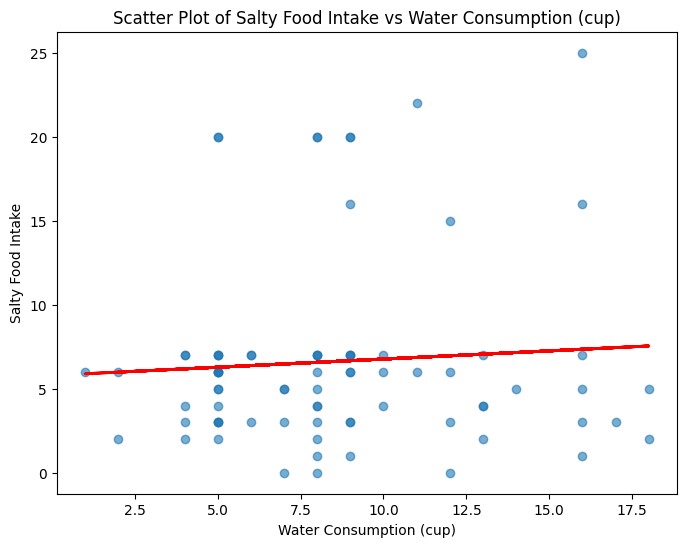 Scatter Plot of Salty Food Intake vs Water Consumption (cup)
25
20
15
10
5
0
Salty Food Intake
2.5 5.0 7.5 10.0 12.5 15.0 17.5
Water Consumption (cup)